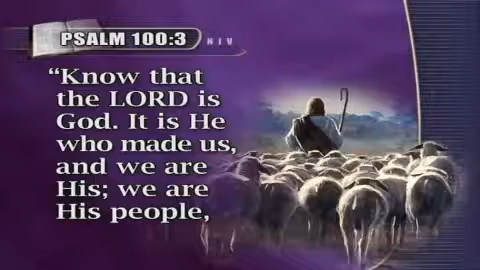 PSALM 100:3 NIV
“Know that
the LORD is
God. It is He
who made us,
and we are
His; we are
His people,